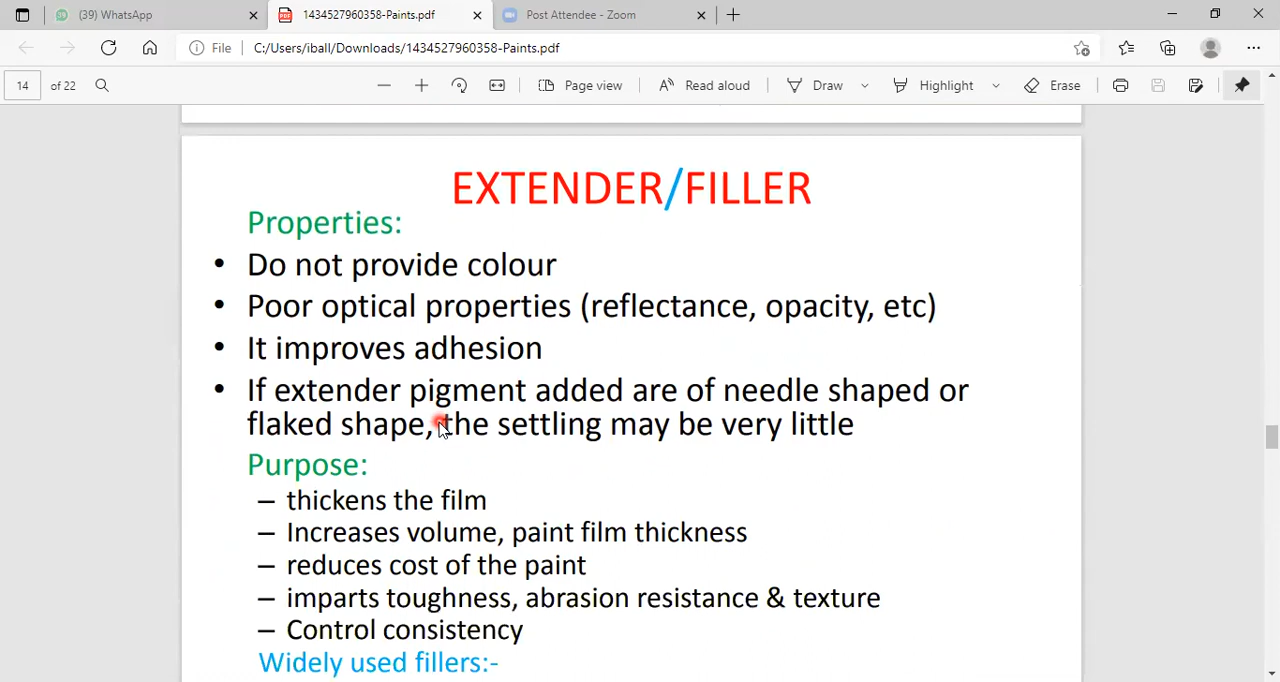 (39) WhatsApp
1434527960358-Paints.pdf
Post Attendee - Zoom
File
C:/Users/iball/Downloads/1434527960358-Paints.pdf
14 of 22
Page view
Read aloud
Draw
Highlight
Erase
EXTENDER/FILLER
Properties:
• Do not provide colour
• Poor optical properties (reflectance, opacity, etc)
• It improves adhesion
• If extender pigment added are of needle shaped or
flaked shape, the settling may be very little
Purpose:
– thickens the film
– Increases volume, paint film thickness
– reduces cost of the paint
– imparts toughness, abrasion resistance & texture
– Control consistency
Widely used fillers:-